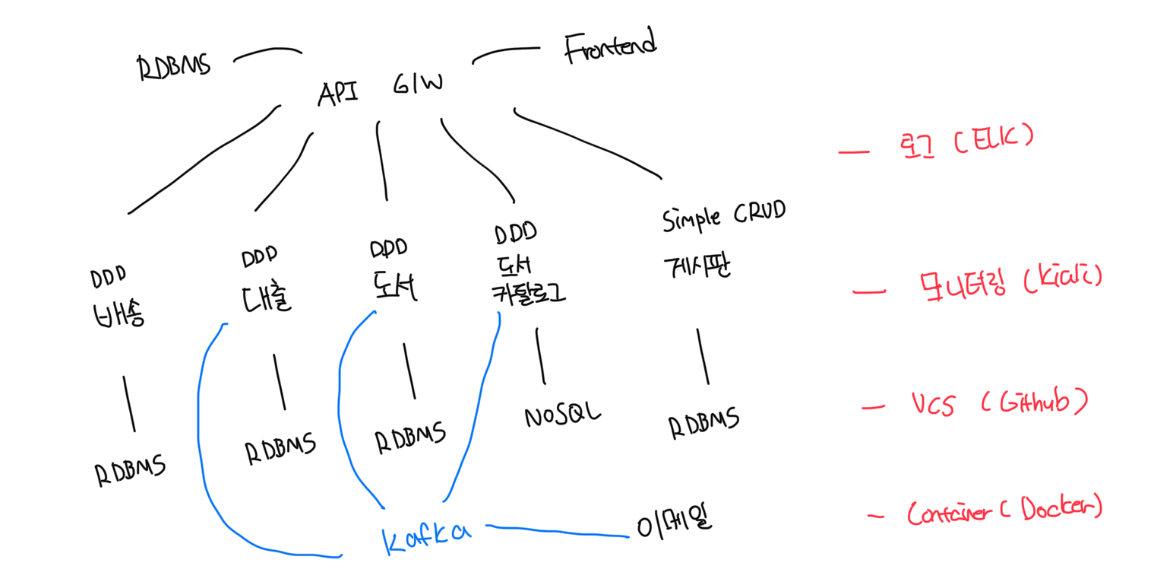 RDBMS
Frontend
API G/W
로그 (ELK)
DDD
배송
DDD
대출
DDD
도서
DDD
도서
카탈로그
Simple CRUD
게시판
모니터링 (kiali)
RDBMS
RDBMS
RDBMS
NoSQL
RDBMS
VCS (Github)
kafka
이메일
Container (Docker)